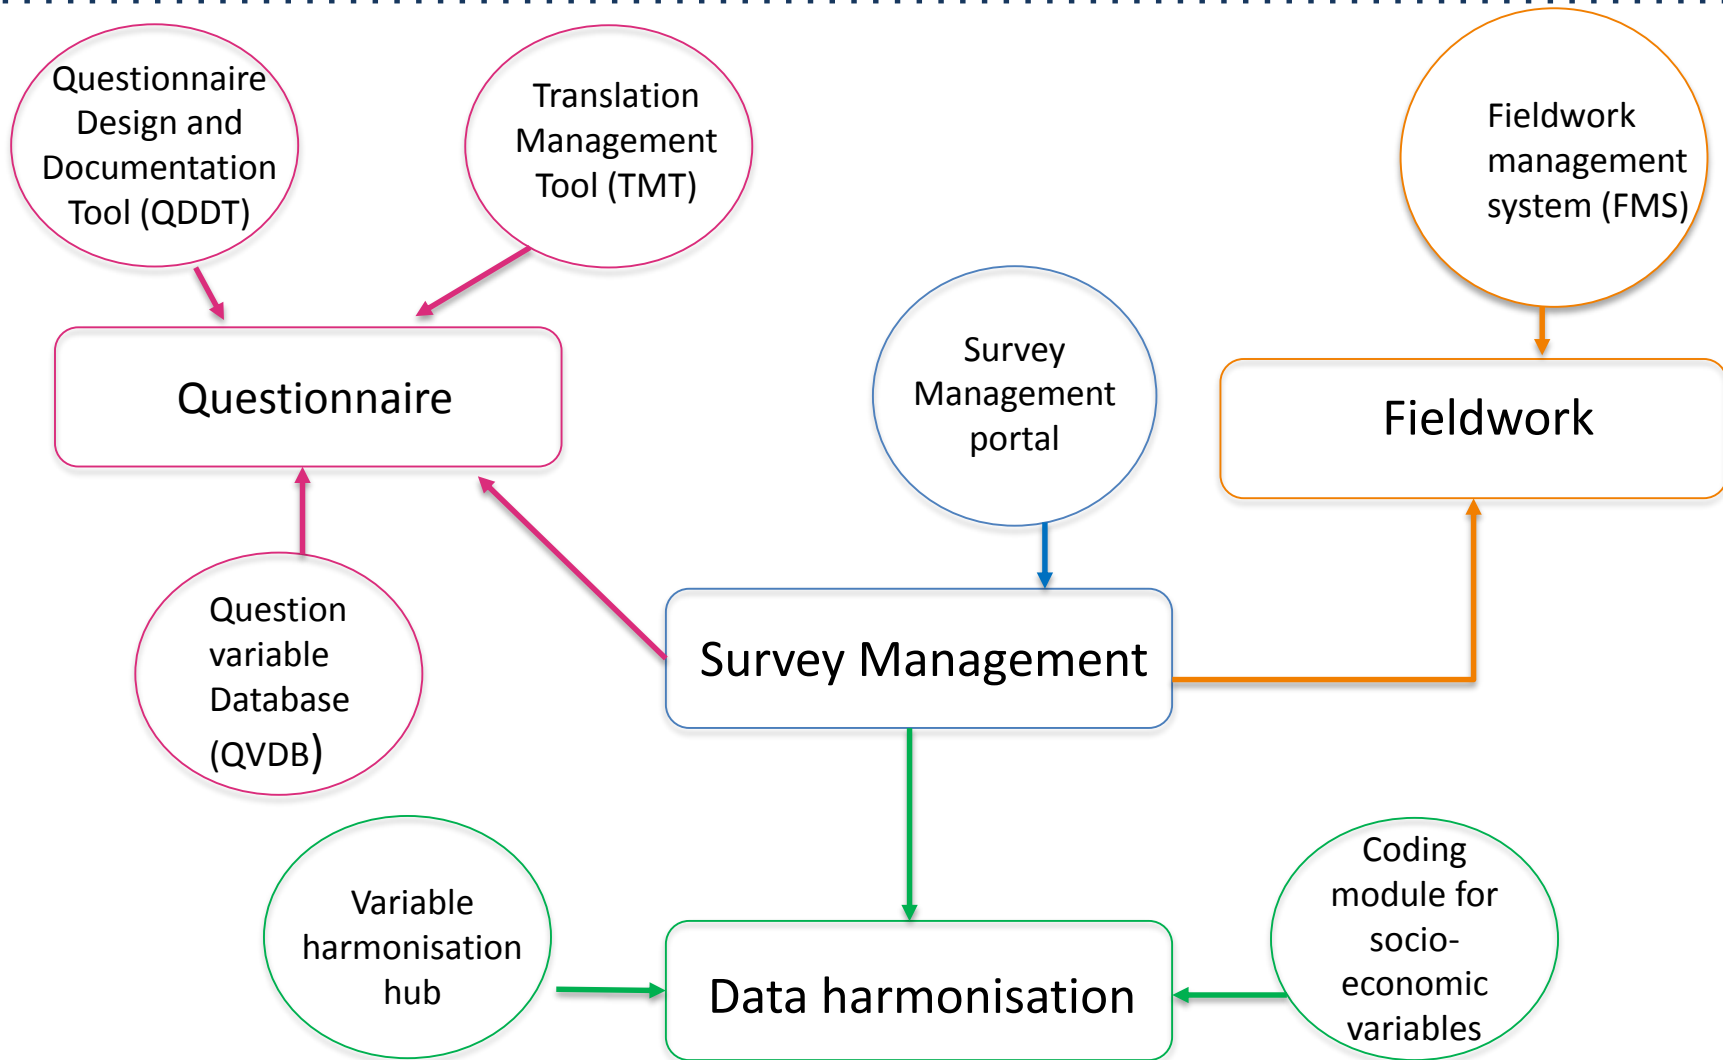 Questionnaire
Design and
Documentation
Tool (QDDT)
Translation
Management
Tool (TMT)
Fieldwork
management
system (FMS)
Survey
Management
portal
Questionnaire
Fieldwork
Question
variable
Database
(QVDB)
Survey Management
Variable
harmonisation
hub
Data harmonisation
Coding
module for
socio-
economic
variables